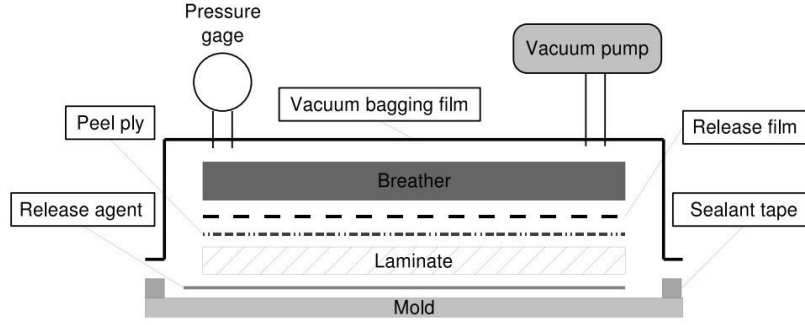 Pressure
gage
Vacuum pump
Vacuum bagging film
Peel ply
Release film
Breather
Release agent
Sealant tape
Laminate
Mold